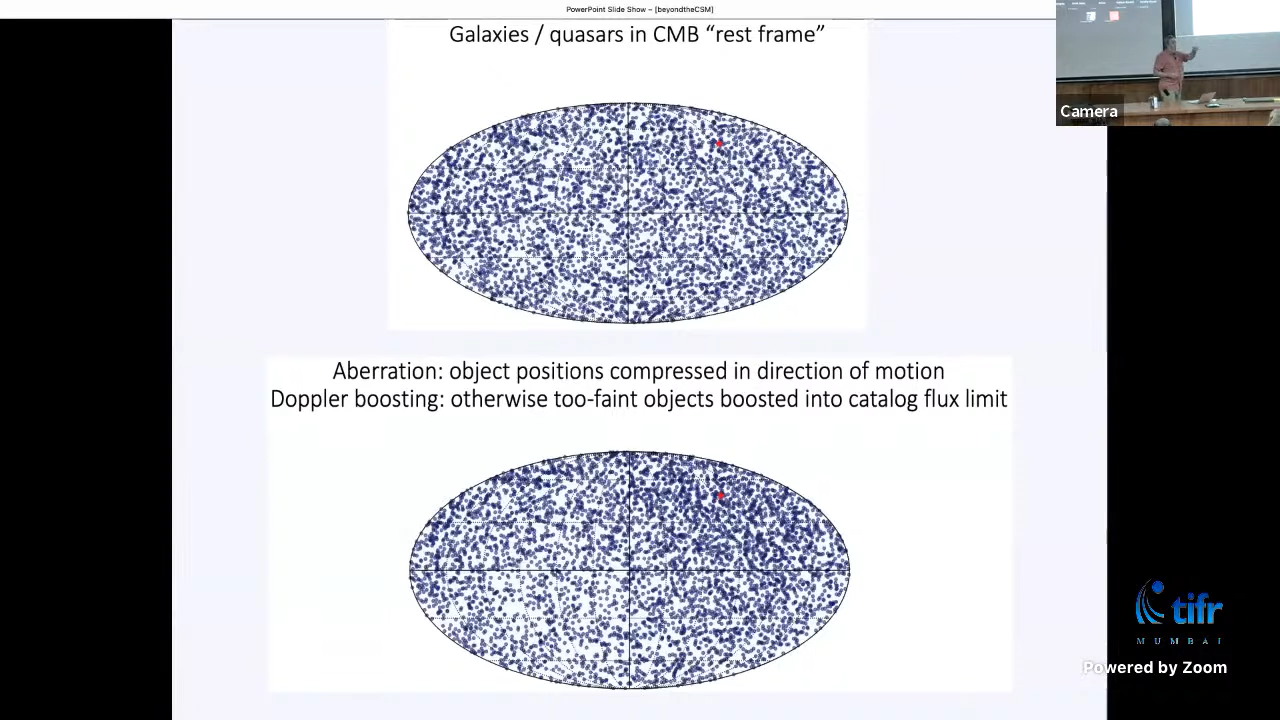 PowerPoint Slide Show – [beyondtheCSM]
Galaxies / quasars in CMB “rest frame”
Camera
Aberration: object positions compressed in direction of motion
Doppler boosting: otherwise too-faint objects boosted into catalog flux limit
tifr
MUMBAI
Powered by Zoom